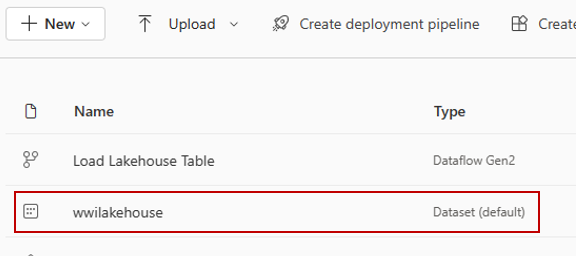 New Upload Create deployment pipeline Create
Name Type
Load Lakehouse Table Dataflow Gen2
wwilakehouse Dataset (default)